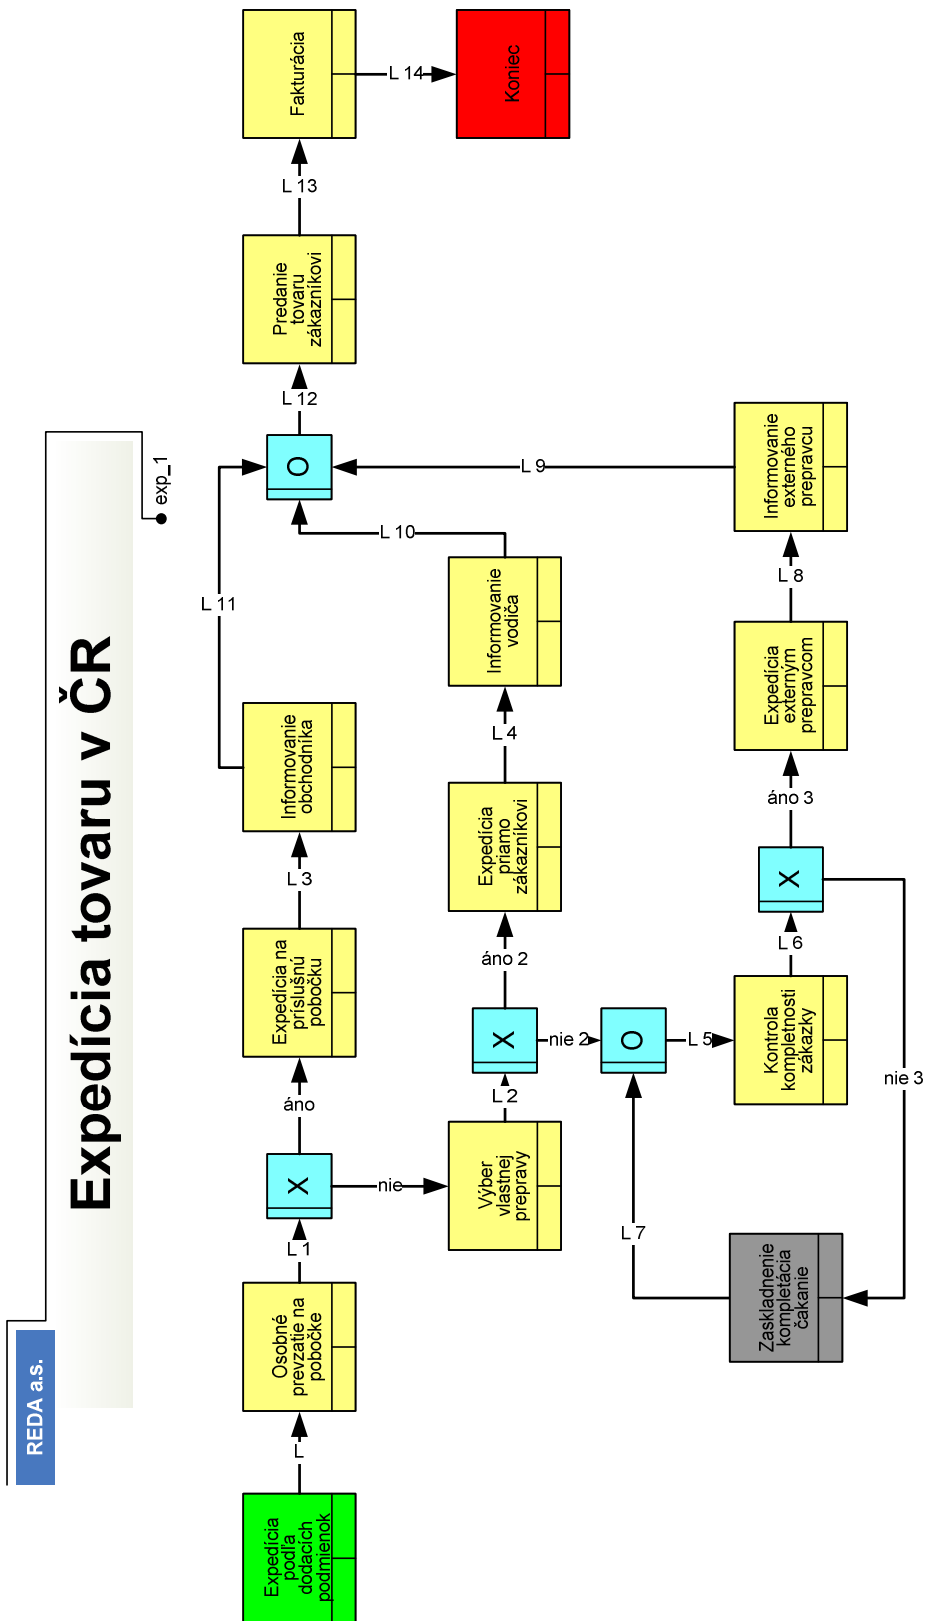 REDA a.s.
Expedícia tovaru v ČR
exp_1
Expedícia
podľa
dodacích
podmienok
L
Osobné
prevzatie na
pobočke
L 1
X
áno
Expedícia na
príslušnú
pobočku
L 3
Informovanie
obchodníka
L 11
O
L 12
Predanie
tovaru
zákazníkovi
L 13
Fakturácia
L 14
Koniec
nie
Výber
vlastnej
prepravy
L 2
X
áno 2
Expedícia
priamo
zákazníkovi
L 4
Informovanie
vodiča
L 10
nie 2
O
L 5
Kontrola
kompletnosti
zákazky
L 6
X
áno 3
Expedícia
externým
prepravcom
L 8
Informovanie
externého
prepravcu
L 9
nie 3
Zaskladnenie
kompletácia
čakanie
L 7